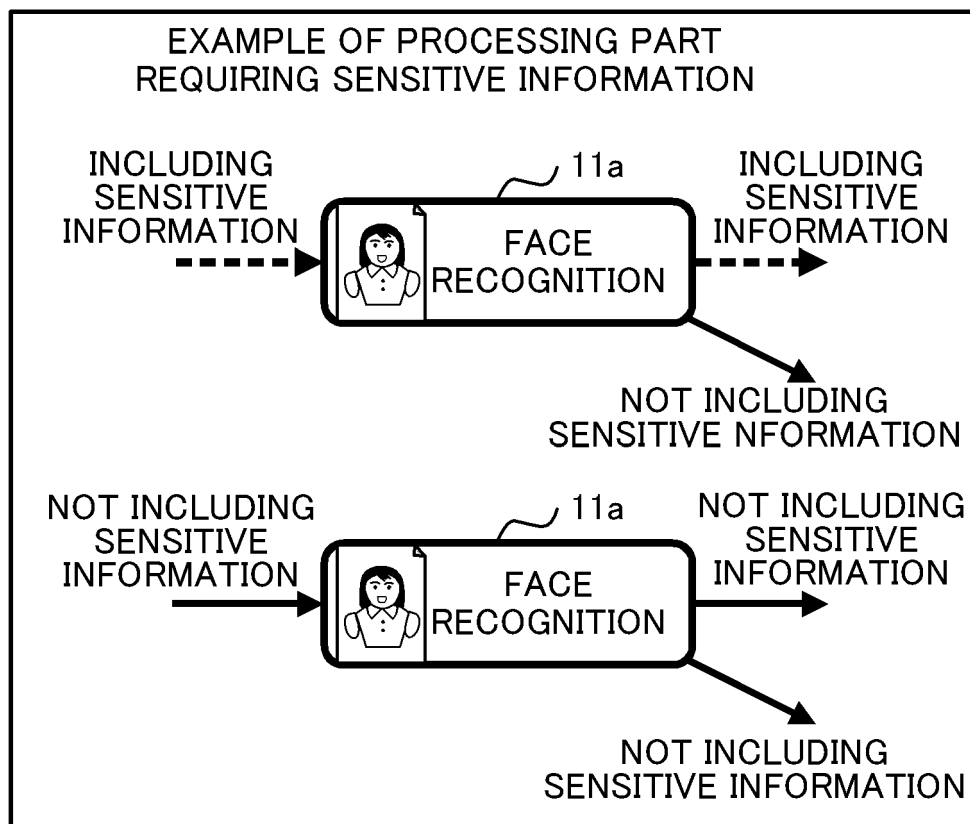 EXAMPLE OF PROCESSING PART
REQUIRING SENSITIVE INFORMATION
INCLUDING
SENSITIVE
INFORMATION
11a
FACE
RECOGNITION
INCLUDING
SENSITIVE
INFORMATION
NOT INCLUDING
SENSITIVE NFORMATION
NOT INCLUDING
SENSITIVE
INFORMATION
11a
FACE
RECOGNITION
NOT INCLUDING
SENSITIVE
INFORMATION
NOT INCLUDING
SENSITIVE INFORMATION